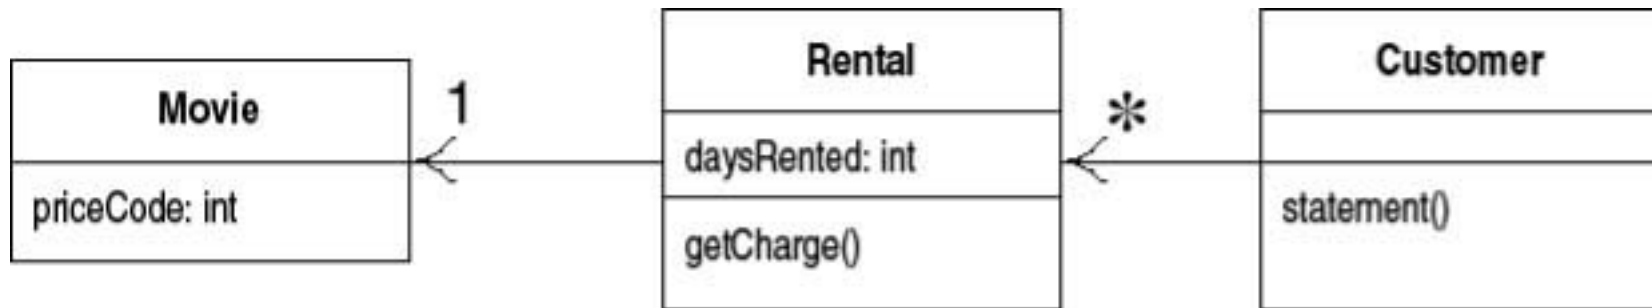 Movie
priceCode: int
1
Rental
daysRented: int
getCharge()
*
Customer
statement()